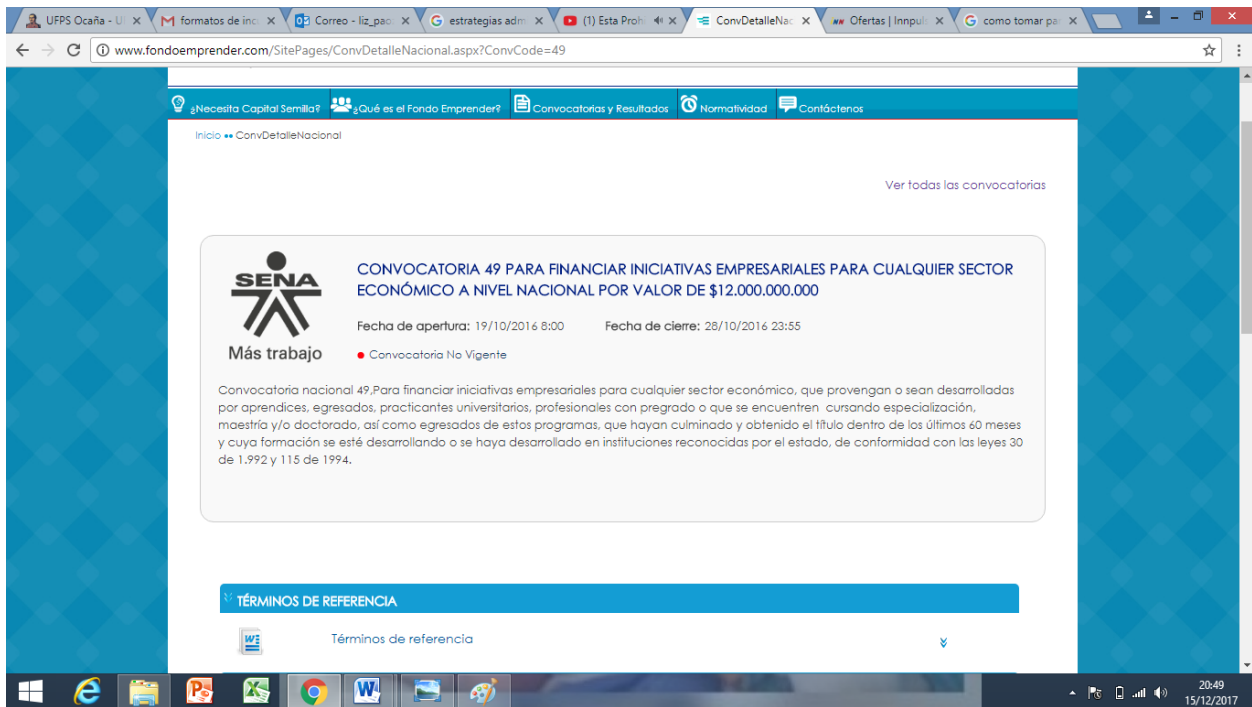 UFPS Ocaña - U
formatos de inc
Correo - liz_pao
estrategias adm
(1) Esta Proh
ConvDetalleNac
Ofertas | Innpuls
como tomar par
www.fondoemprender.com/SitePages/ConvDetalleNacional.aspx?ConvCode=49
¿Necesita Capital Semilla? ¿Qué es el Fondo Emprender? Convocatorias y Resultados Normatividad Contáctenos
Inicio •• ConvDetalleNacional
Ver todas las convocatorias
SENA
Más trabajo
CONVOCATORIA 49 PARA FINANCIAR INICIATIVAS EMPRESARIALES PARA CUALQUIER SECTOR
ECONÓMICO A NIVEL NACIONAL POR VALOR DE $12.000.000.000
Fecha de apertura: 19/10/2016 8:00 Fecha de cierre: 28/10/2016 23:55
Convocatoria No Vigente
Convocatoria nacional 49,Para financiar iniciativas empresariales para cualquier sector económico, que provengan o sean desarrolladas
por aprendices, egresados, practicantes universitarios, profesionales con pregrado o que se encuentren cursando especialización,
maestría y/o doctorado, así como egresados de estos programas, que hayan culminado y obtenido el título dentro de los últimos 60 meses
y cuya formación se esté desarrollando o se haya desarrollado en instituciones reconocidas por el estado, de conformidad con las leyes 30
de 1.992 y 115 de 1994.
TÉRMINOS DE REFERENCIA
Términos de referencia
20:49
15/12/2017